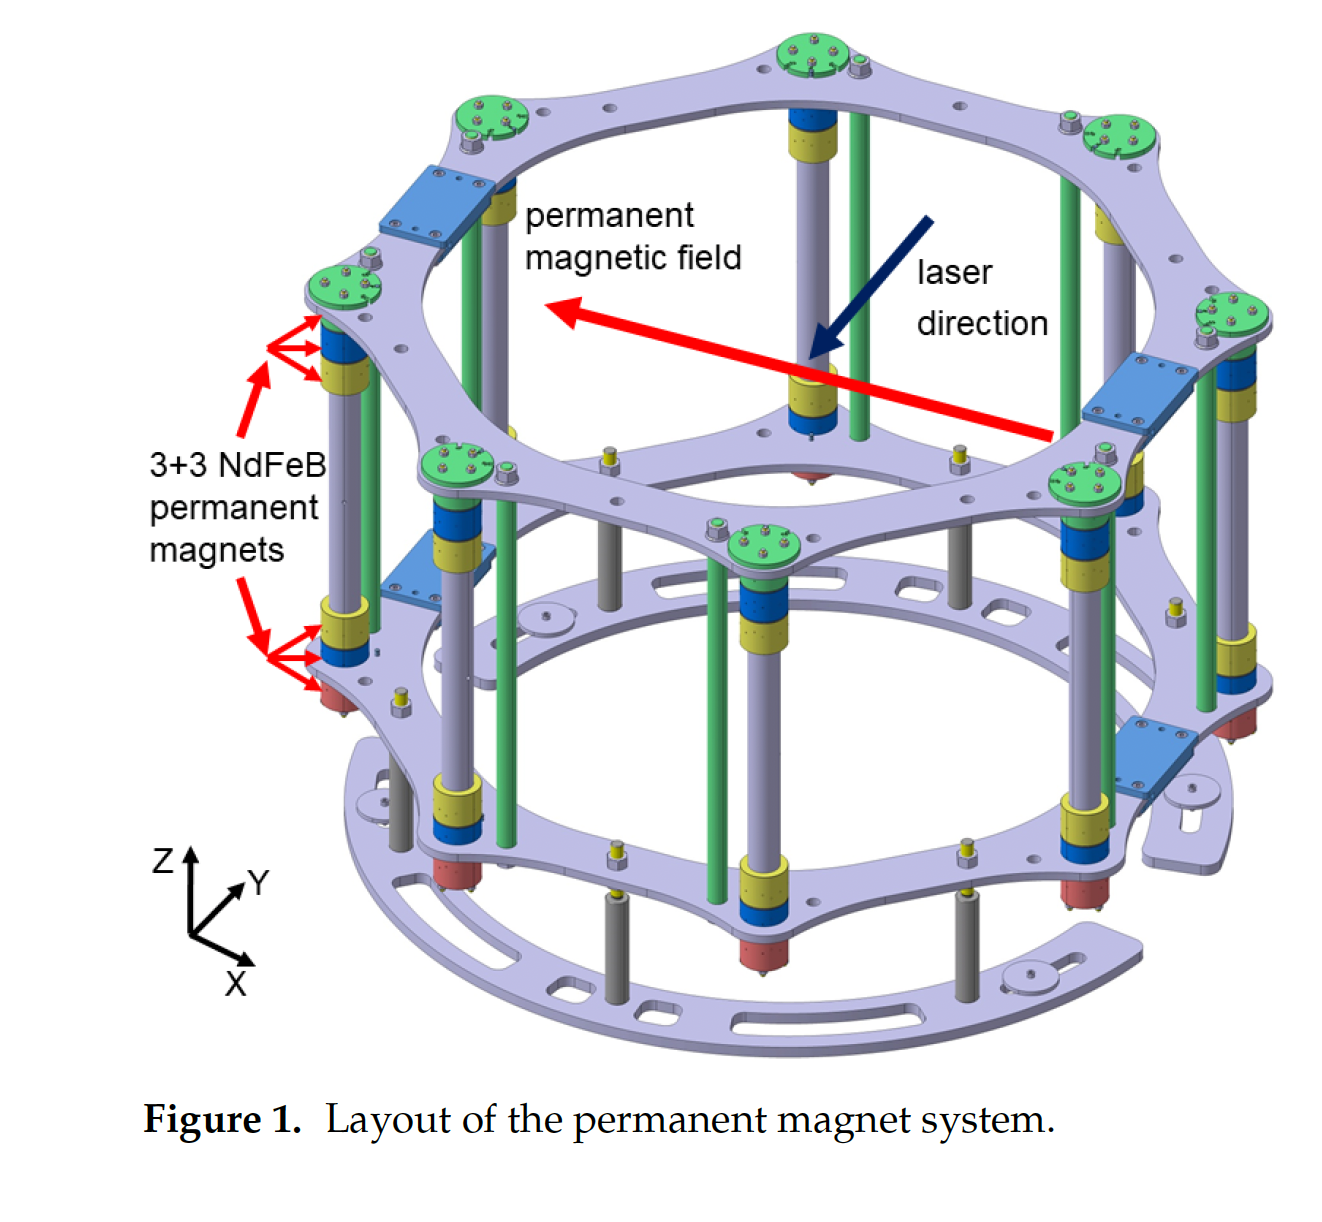 permanent
magnetic field
laser
direction
3+3 NdFeB
permanent
magnets
Z
Y
X
Figure 1. Layout of the permanent magnet system.